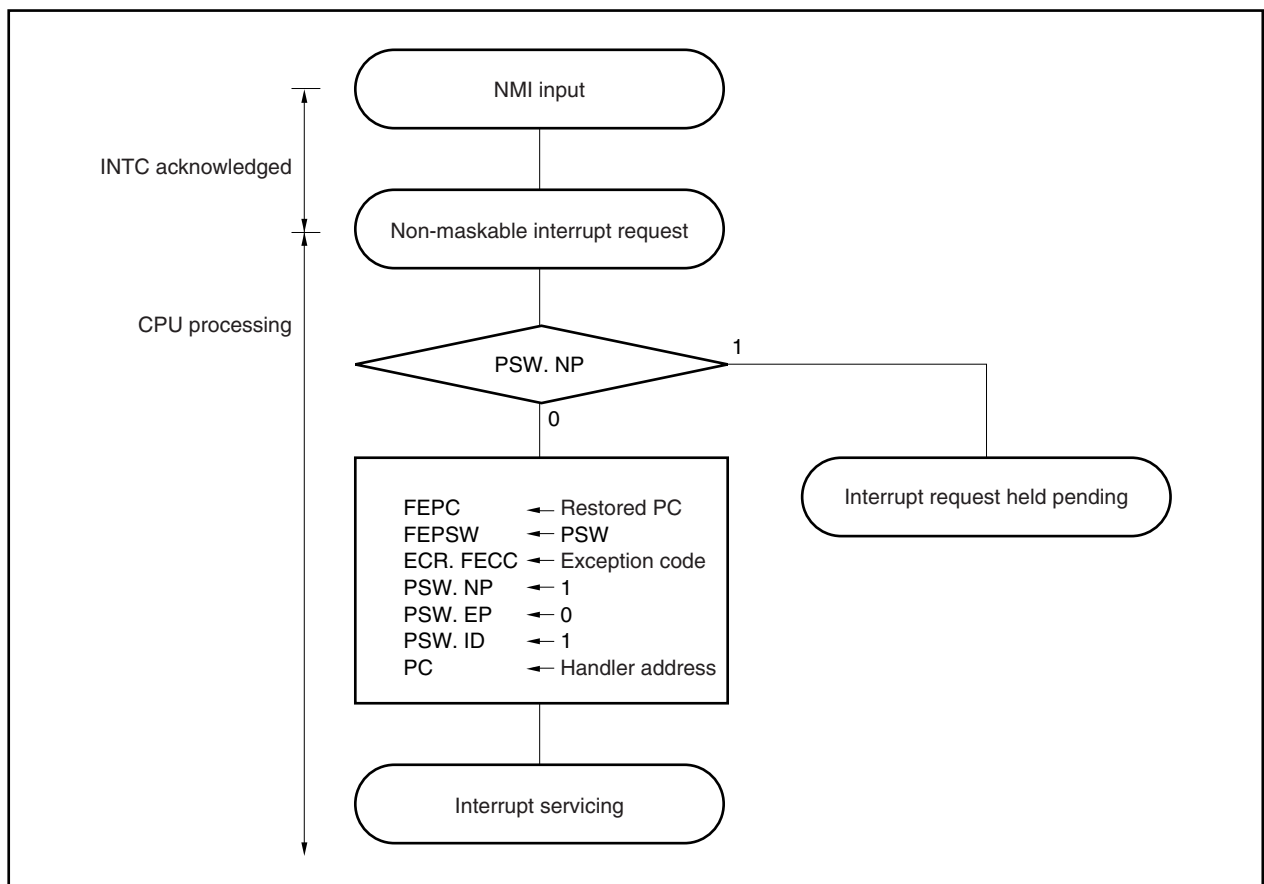 NMI input
INTC acknowledged
Non-maskable interrupt request
CPU processing
PSW. NP
1
0
FEPC ← Restored PC
FEPSW ← PSW
ECR. FECC ← Exception code
PSW. NP ← 1
PSW. EP ← 0
PSW. ID ← 1
PC ← Handler address
Interrupt request held pending
Interrupt servicing